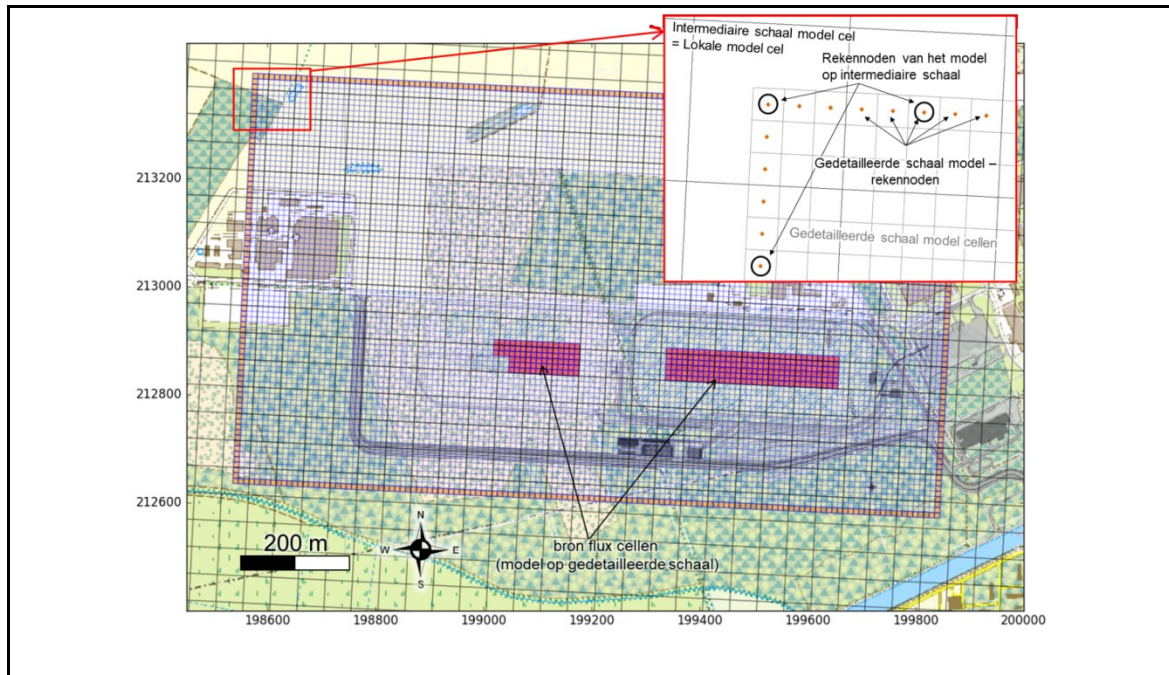 Intermediaire schaal model cel
= Lokale model cel
Rekennoden van het model
op intermediaire schaal
Gedetailleerde schaal model –
rekennoden
Gedetailleerde schaal model cellen
213200
213000
212800
212600
bron flux cellen
(model op gedetailleerde schaal)
200 m
N
W
E
S
198600
198800
199000
199200
199400
199600
199800
200000